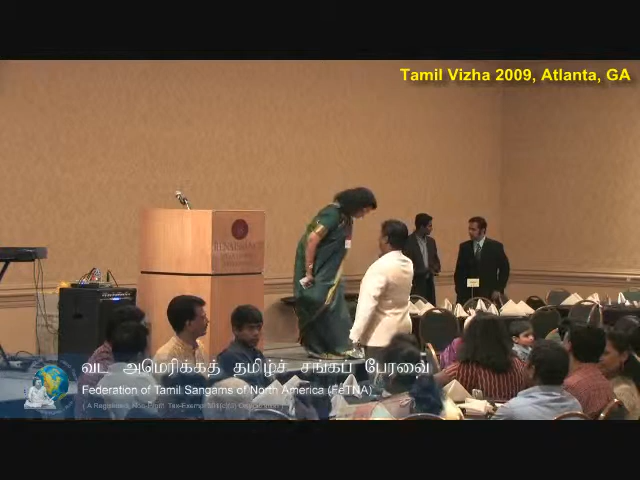 Tamil Vizha 2009, Atlanta, GA
RENAISSANCE
வட அமெரிக்கத் தமிழ்ச் சங்கப் பேரவை
Federation of Tamil Sangams of North America (FeTNA)